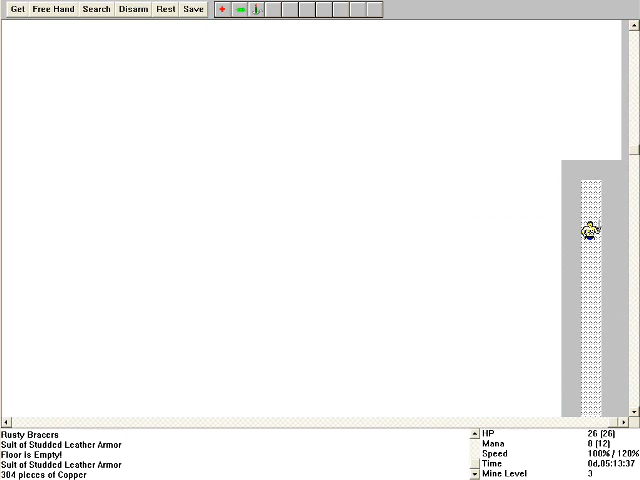 Get Free Hand Search Disarm Rest Save
Rusty Bracers
Suit of Studded Leather Armor
Floor is Empty!
Suit of Studded Leather Armor
304 pieces of Copper
HP 26 (26)
Mana 0 (12)
Speed 100% / 120%
Time 0d,05:13:37
Mine Level 3